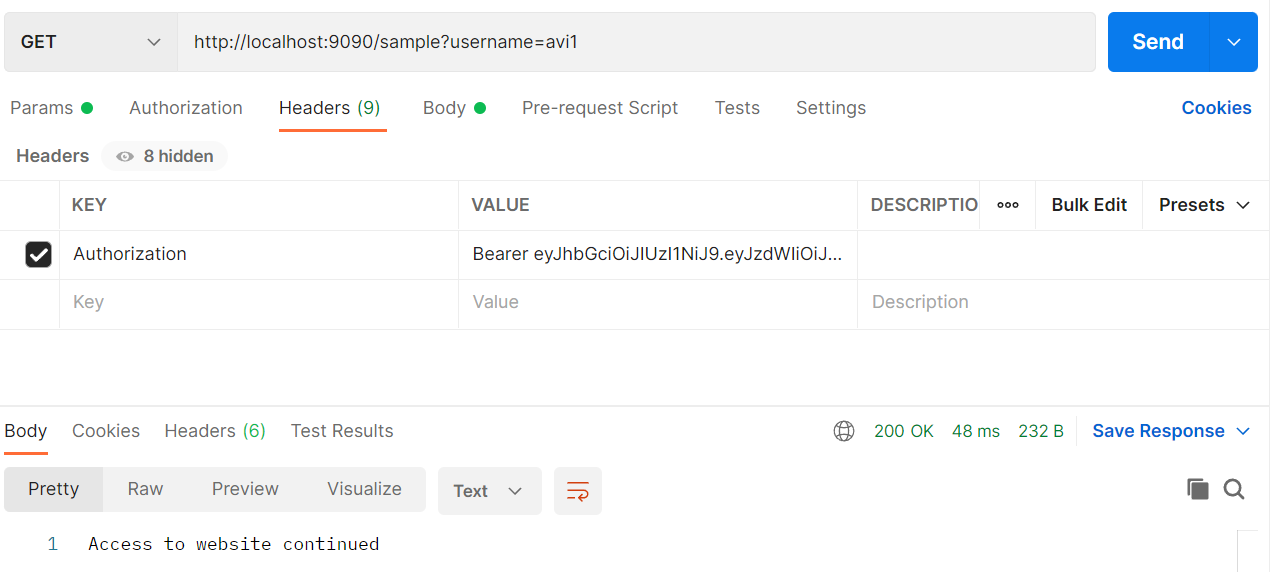 GET http://localhost:9090/sample?username=avi1 Send
Params Authorization Headers (9) Body Pre-request Script Tests Settings Cookies
Headers 8 hidden
KEY VALUE DESCRIPTIO Bulk Edit Presets
Authorization Bearer eyJhbGciOiJIUzI1NiJ9.eyJzdWIiOiJ...
Key Value Description
Body Cookies Headers (6) Test Results 200 OK 48 ms 232 B Save Response
Pretty Raw Preview Visualize Text
1 Access to website continued